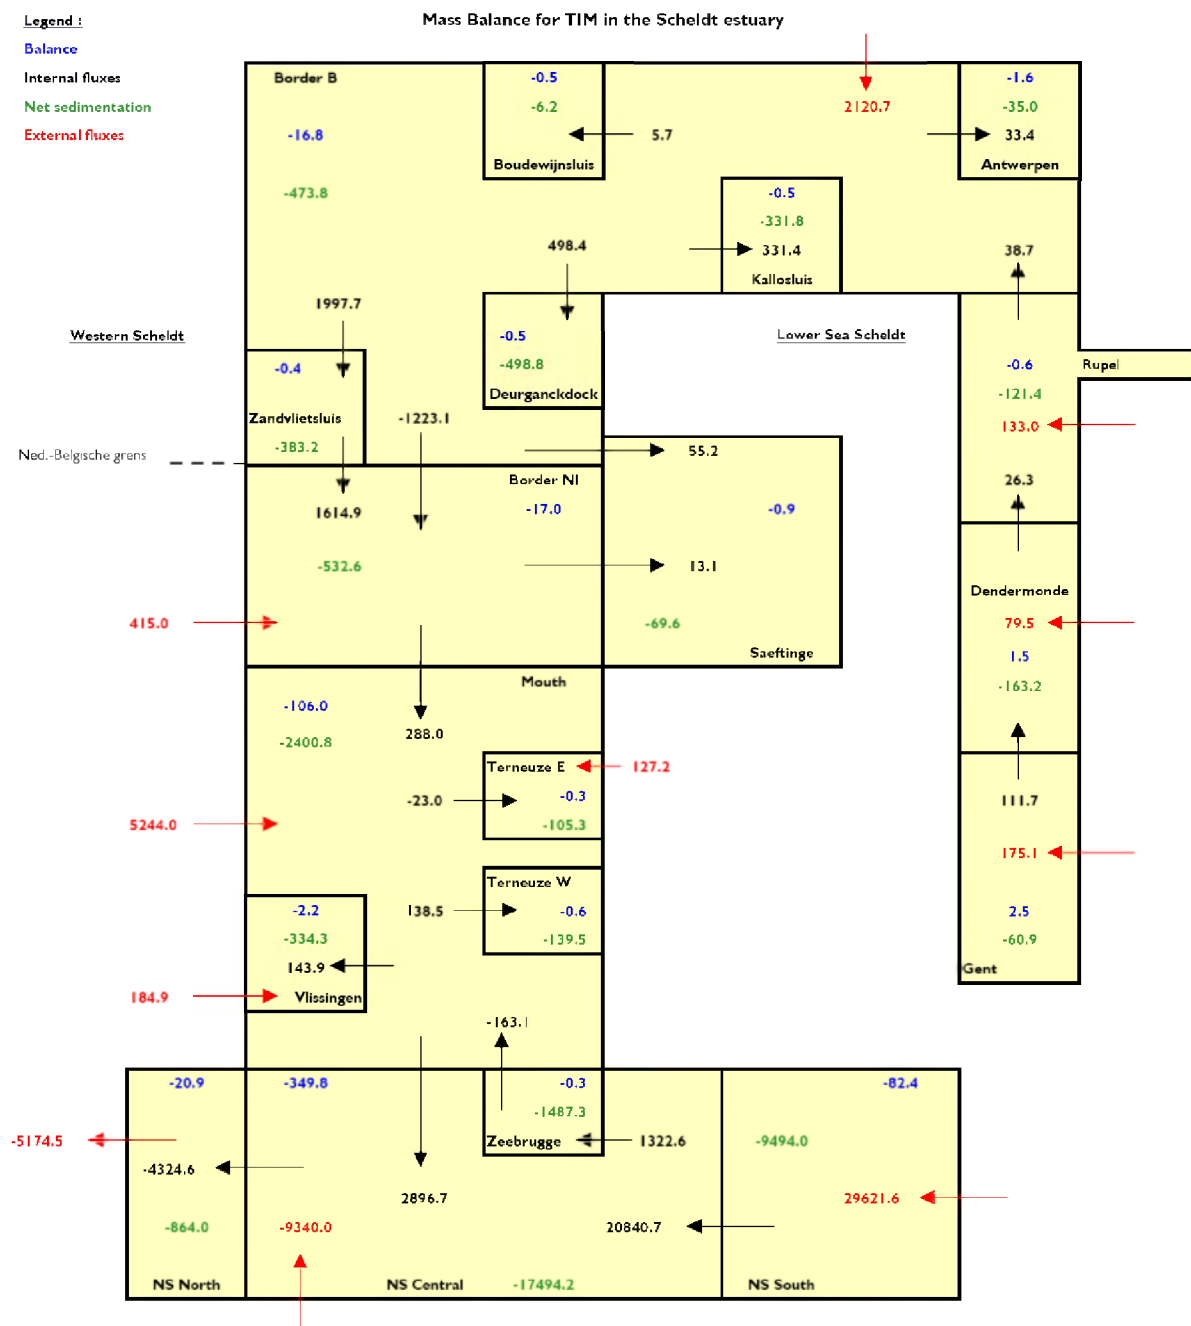 Mass Balance for TIM in the Scheldt estuary
Legend :
Balance
Internal fluxes
Net sedimentation
External fluxes
Border B
-16.8
-473.8
-0.5
-6.2
5.7
Boudewijnsluis
2120.7
-1.6
-35.0
33.4
Antwerpen
-0.5
-331.8
331.4
Kallosluis
498.4
38.7
1997.7
Western Scheldt
Lower Sea Scheldt
-0.5
-498.8
Deurganckdock
-0.4
Zandvlietsluis
-383.2
-1223.1
-0.6
Rupel
-121.4
133.0
26.3
Ned.-Belgische grens
55.2
Border Nl
-17.0
-0.9
1614.9
-532.6
13.1
415.0
-69.6
Saeftinge
Dendermonde
79.5
1.5
-163.2
Mouth
-106.0
-2400.8
288.0
Terneuze E
127.2
-23.0
-0.3
-105.3
5244.0
111.7
175.1
2.5
-60.9
Gent
Terneuze W
138.5
-0.6
-139.5
-2.2
-334.3
143.9
Vlissingen
184.9
-163.1
-20.9
-349.8
-0.3
-82.4
-1487.3
Zeebrugge
1322.6
-5174.5
-9494.0
-4324.6
2896.7
29621.6
-864.0
-9340.0
20840.7
NS North
NS Central
-17494.2
NS South